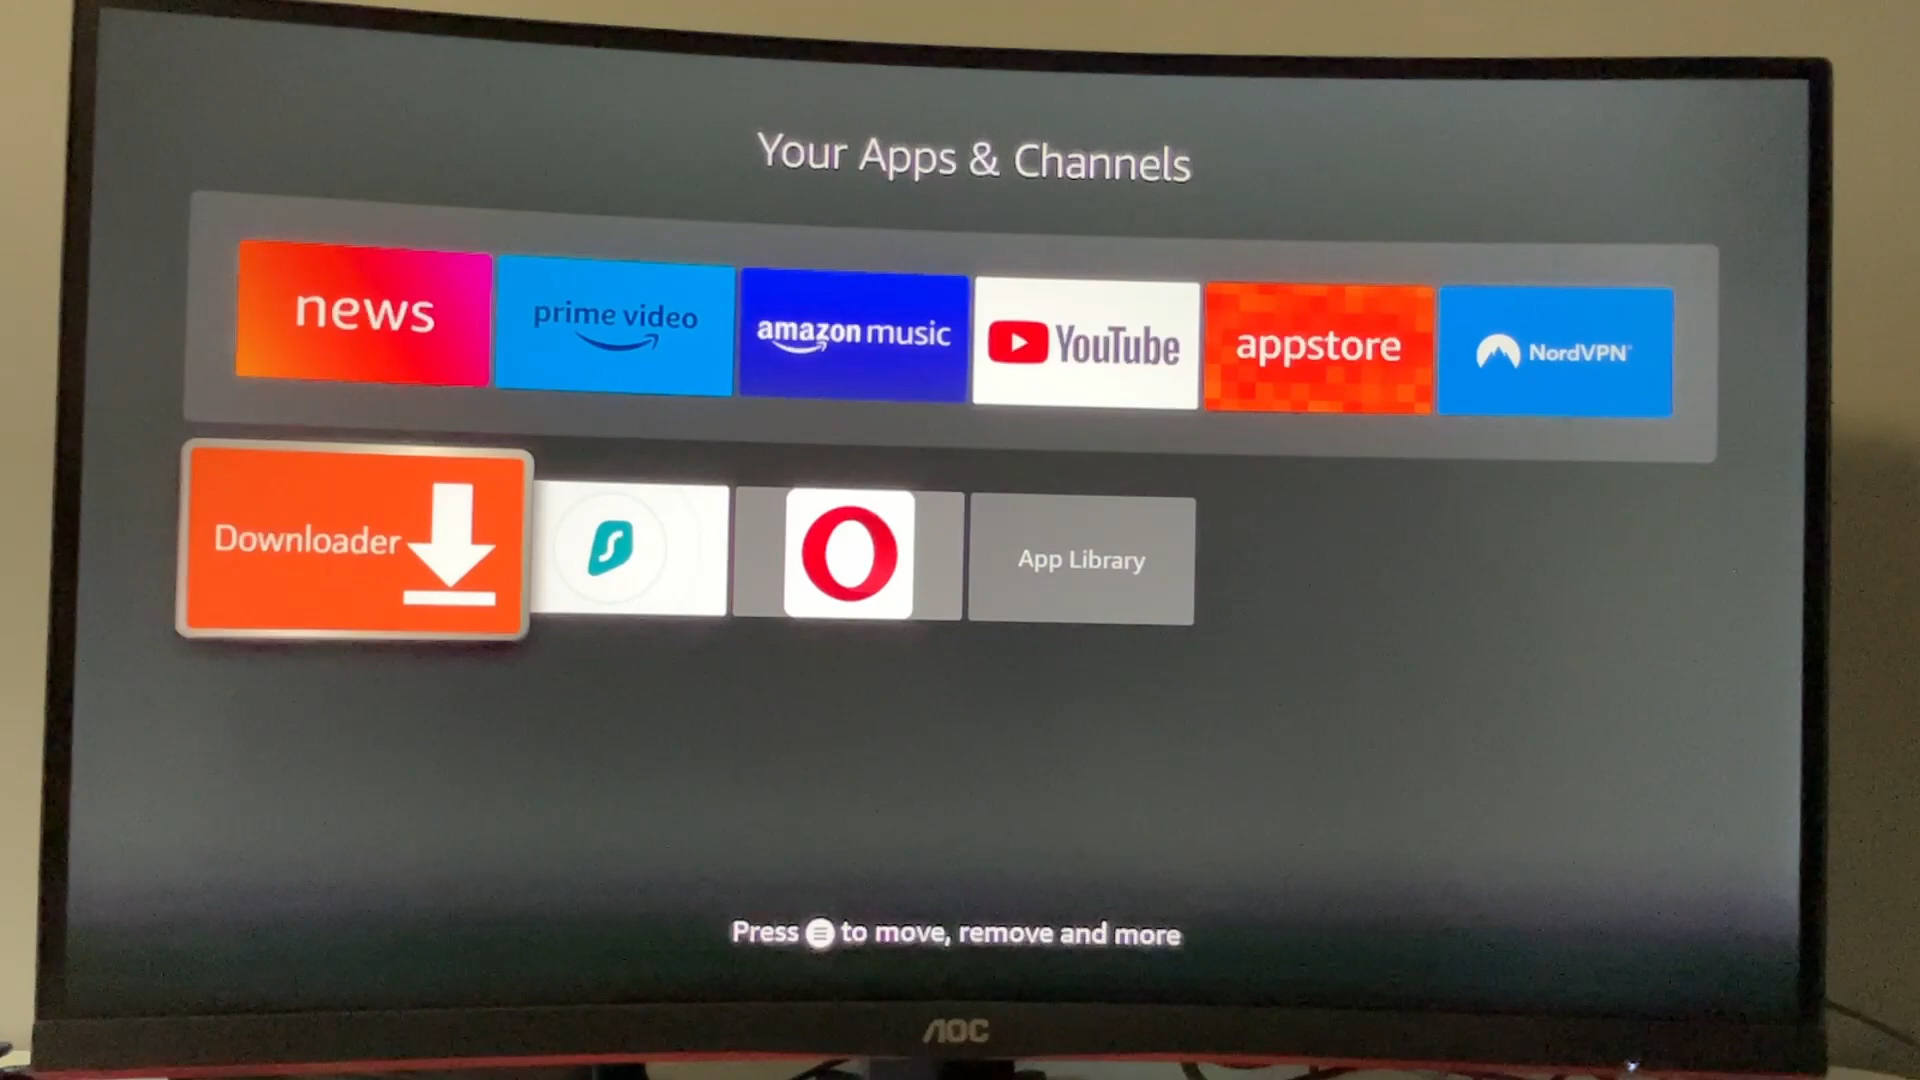 Your Apps & Channels
news
prime video
amazon music
YouTube
appstore
NordVPN®
Downloader
App Library
Press to move, remove and more
AOC